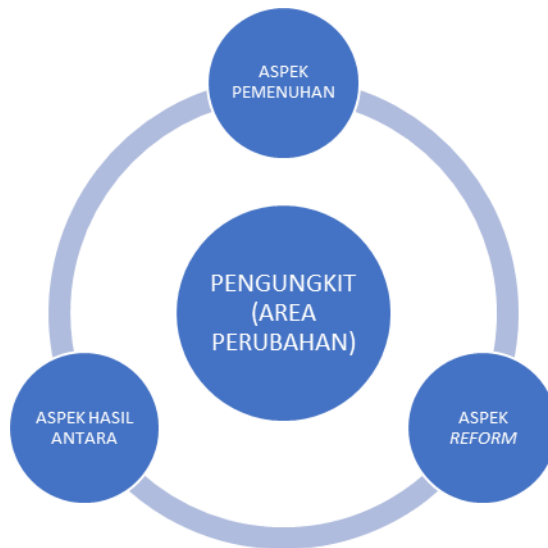 ASPEK
PEMENUHAN
PENGUNGKIT
(AREA
PERUBAHAN)
ASPEK HASIL
ANTARA
ASPEK
REFORM